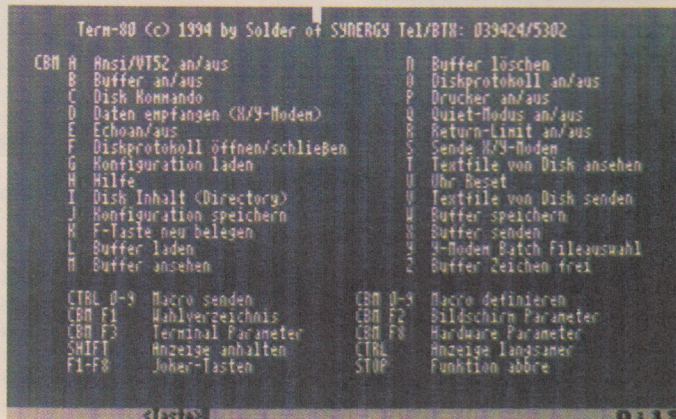 Term-80 (c) 1994 by Solder of SYNERGY Tel/BTX: 039424/5302
CBM A Ansi/VT52 an/aus
B Buffer an/aus
C Disk Kommando
D Daten empfangen (X/Y-Modem)
E Echoan/aus
F Diskprotokoll öffnen/schließen
G Konfiguration laden
H Hilfe
I Disk Inhalt (Directory)
J Konfiguration speichern
K F-Taste neu belegen
L Buffer laden
M Buffer ansehen
N Buffer löschen
O Diskprotokoll an/aus
P Drucker an/aus
Q Quiet-Modus an/aus
R Return-Limit an/aus
S Sende X/Y-Modem
T Textfile von Disk ansehen
U Uhr Reset
V Textfile von Disk senden
W Buffer speichern
X Buffer senden
Y Y-Modem Batch Fileauswahl
Z Buffer Zeichen frei
CTRL 0-9 Macro senden
CBM F1 Wahlverzeichnis
CBM F3 Terminal Parameter
SHIFT Anzeige anhalten
F1-F8 Joker-Tasten
CBM 0-9 Macro definieren
CBM F2 Bildschirm Parameter
CBM F8 Hardware Parameter
CTRL Anzeige langsamer
STOP Funktion abbre
<Taste>